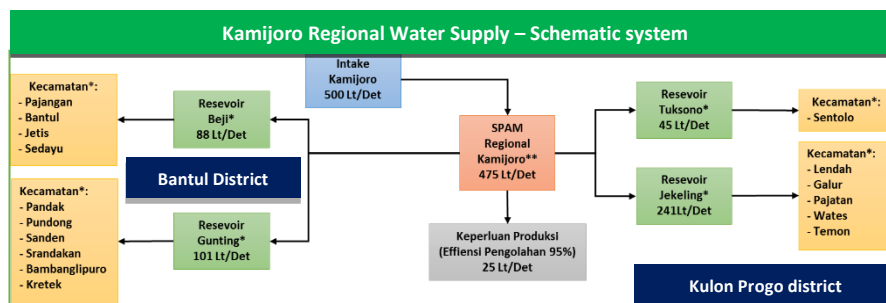 Kamijoro Regional Water Supply – Schematic system
Intake
Kamijoro
500 Lt/Det
Kecamatan*:
- Pajangan
- Bantul
- Jetis
- Sedayu
Resevoir
Beji*
88 Lt/Det
SPAM
Regional
Kamijoro**
475 Lt/Det
Resevoir
Tuksono*
45 Lt/Det
Kecamatan*:
- Sentolo
Bantul District
Kecamatan*:
- Pandak
- Pundong
- Sanden
- Srandakan
- Bambanglipuro
- Kretek
Resevoir
Gunting*
101 Lt/Det
Keperluan Produksi
(Effiensi Pengolahan 95%)
25 Lt/Det
Resevoir
Jekeling*
241Lt/Det
Kecamatan*:
- Lendah
- Galur
- Pajatan
- Wates
- Temon
Kulon Progo district